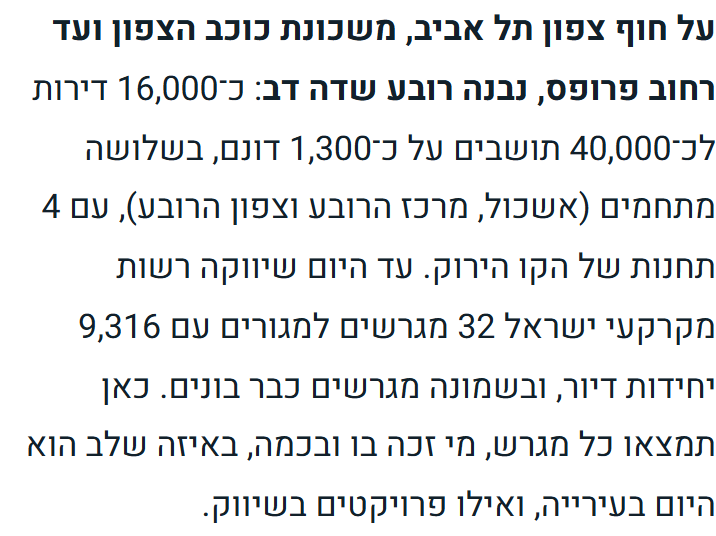 על חוף צפון תל אביב, משכונת כוכב הצפון ועד
רחוב פרופס, נבנה רובע שדה דב: כ־16,000 דירות
לכ־40,000 תושבים על כ־1,300 דונם, בשלושה
מתחמים (אשכול, מרכז הרובע וצפון הרובע), עם 4
תחנות של הקו הירוק. עד היום שיווקה רשות
מקרקעי ישראל 32 מגרשים למגורים עם 9,316
יחידות דיור, ובשמונה מגרשים כבר בונים. כאן
תמצאו כל מגרש, מי זכה בו ובכמה, באיזה שלב הוא
היום בעירייה, ואילו פרויקטים בשיווק.